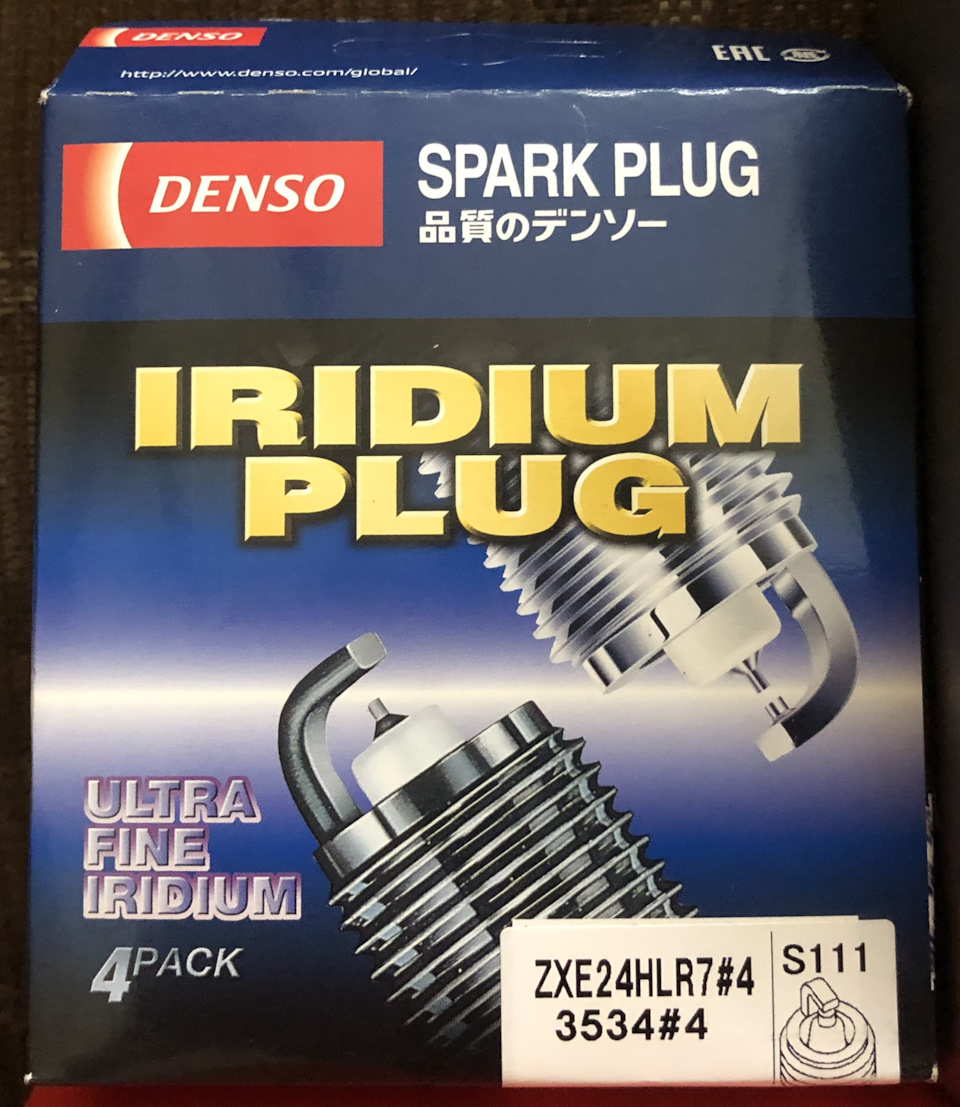 DENSO
http://www.denso.com/global/
EAC
DENSO
SPARK PLUG
品質のデンソー
IRIDIUM
PLUG
ULTRA
FINE
IRIDIUM
4PACK
ZXE24HLR7#4
3534#4
S111